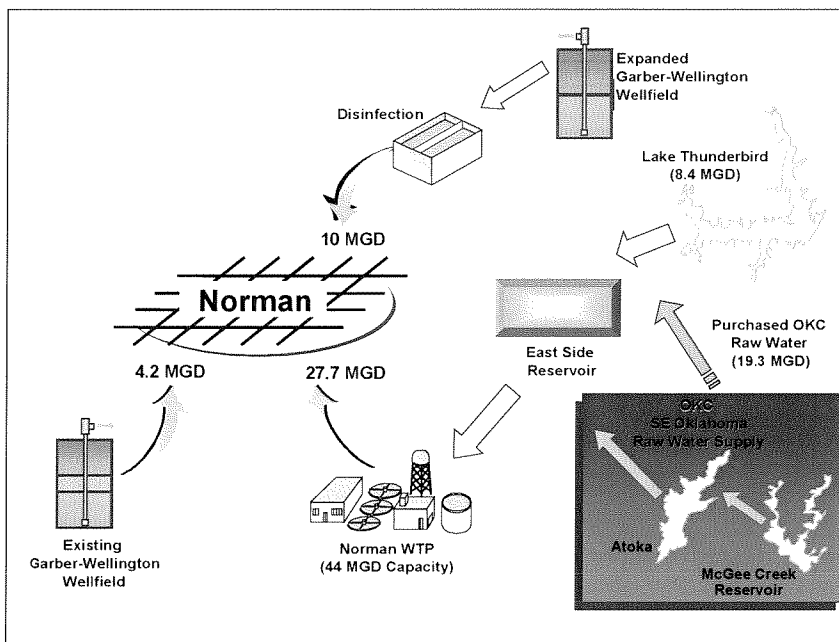 Expanded
Garber-Wellington
Wellfield
Disinfection
Lake Thunderbird
(8.4 MGD)
10 MGD
Norman
Purchased OKC
Raw Water
(19.3 MGD)
East Side
Reservoir
4.2 MGD
27.7 MGD
OKC
SE Oklahoma
Raw Water Supply
Atoka
McGee Creek
Reservoir
Existing
Garber-Wellington
Wellfield
Norman WTP
(44 MGD Capacity)